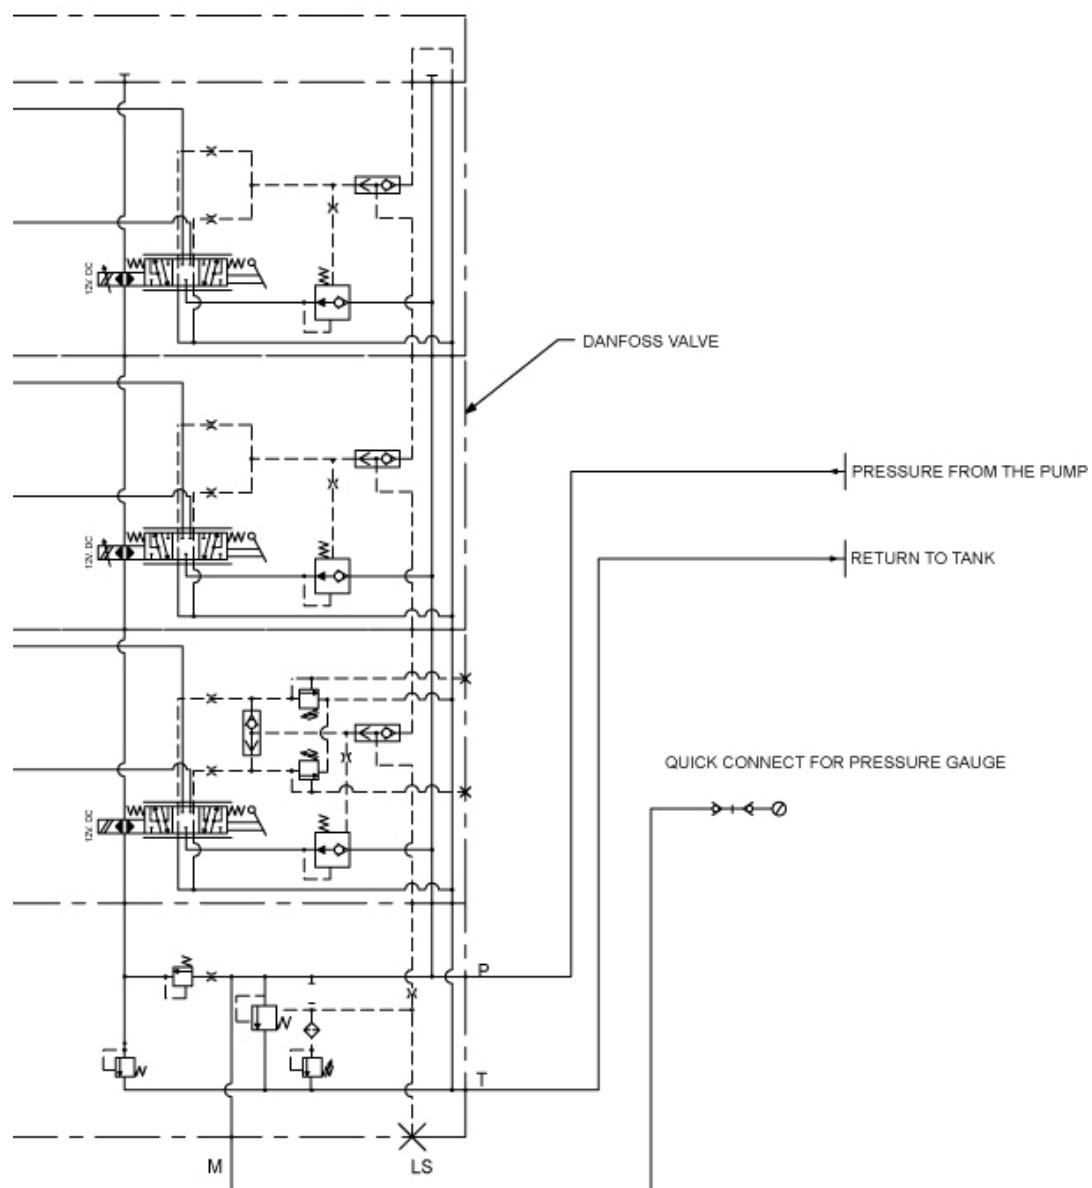 12V. DC
DANFOSS VALVE
PRESSURE FROM THE PUMP
12V. DC
RETURN TO TANK
QUICK CONNECT FOR PRESSURE GAUGE
12V. DC
P
T
M
LS